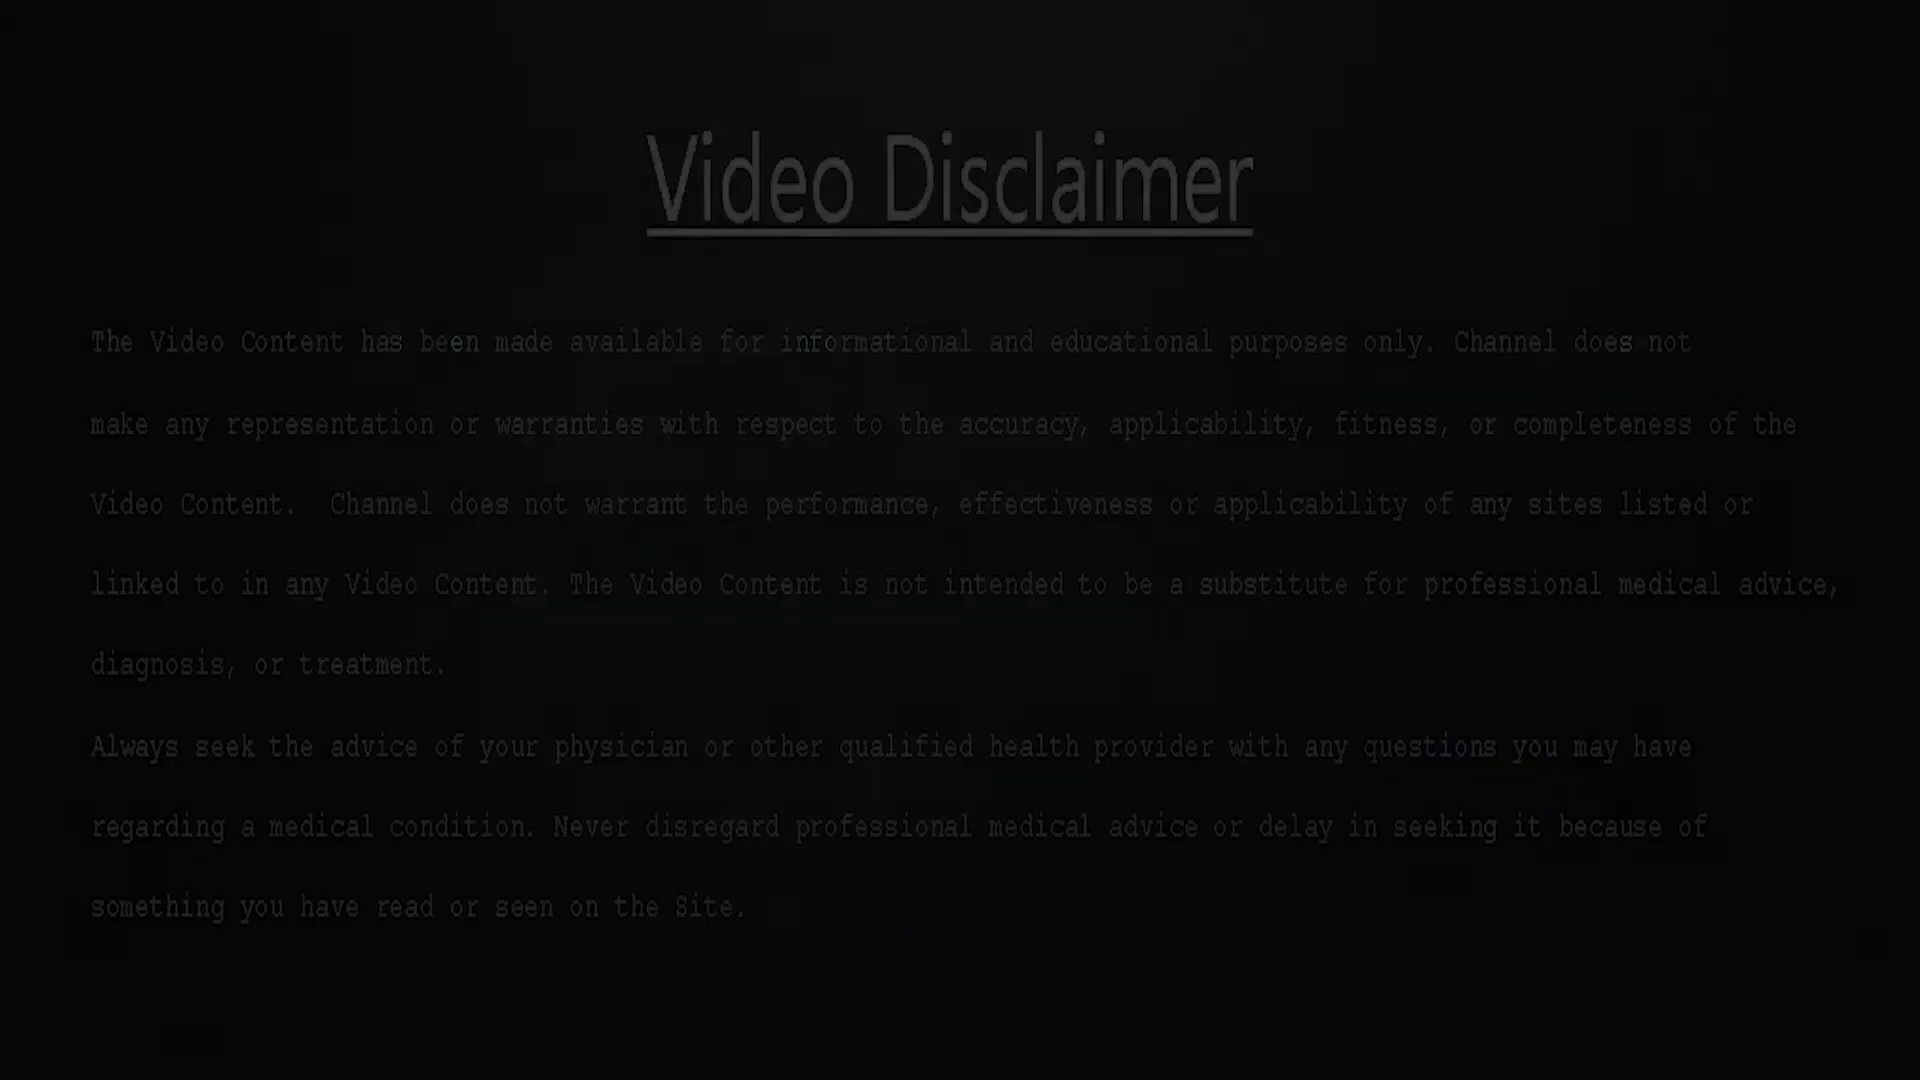 Video Disclaimer
The Video Content has been made available for informational and educational purposes only. Channel does not
make any representation or warranties with respect to the accuracy, applicability, fitness, or completeness of the
Video Content.  Channel does not warrant the performance, effectiveness or applicability of any sites listed or
linked to in any Video Content. The Video Content is not intended to be a substitute for professional medical advice,
diagnosis, or treatment.
Always seek the advice of your physician or other qualified health provider with any questions you may have
regarding a medical condition. Never disregard professional medical advice or delay in seeking it because of
something you have read or seen on the Site.